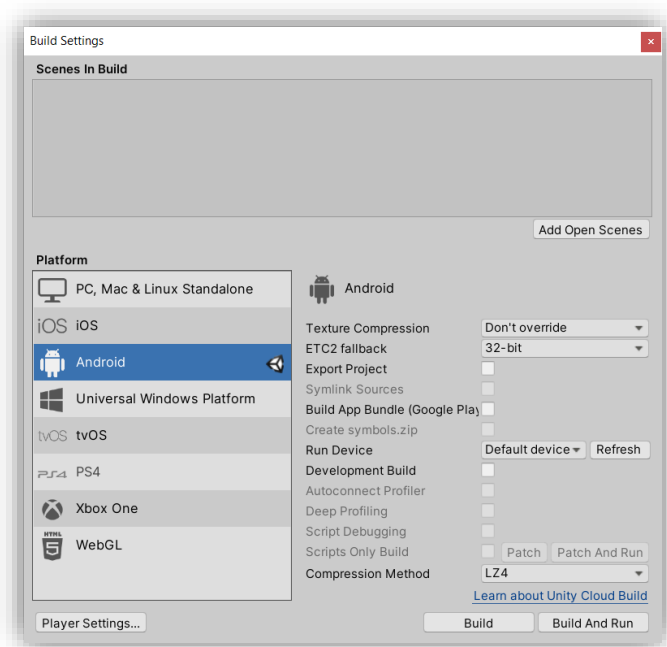 Build Settings
Scenes In Build
Add Open Scenes
Platform
PC, Mac & Linux Standalone
iOS iOS
Android
Universal Windows Platform
tvOS tvOS
PS4 PS4
Xbox One
HTML
5 WebGL
Android
Texture Compression Don't override
ETC2 fallback 32-bit
Export Project
Symlink Sources
Build App Bundle (Google Play
Create symbols.zip
Run Device Default device Refresh
Development Build
Autoconnect Profiler
Deep Profiling
Script Debugging
Scripts Only Build Patch Patch And Run
Compression Method LZ4
Learn about Unity Cloud Build
Player Settings... Build Build And Run